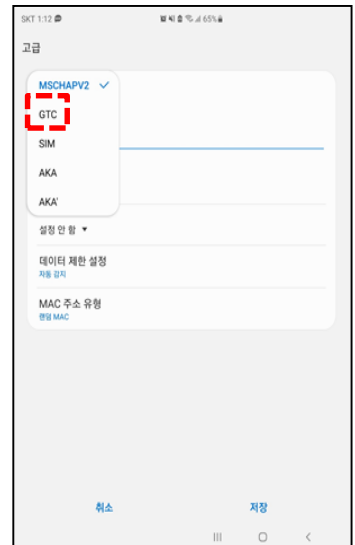 SKT 1:12
65%
고급
MSCHAPV2
GTC
SIM
AKA
AKA'
설정 안 함
데이터 제한 설정
자동 감지
MAC 주소 유형
랜덤 MAC
취소 저장